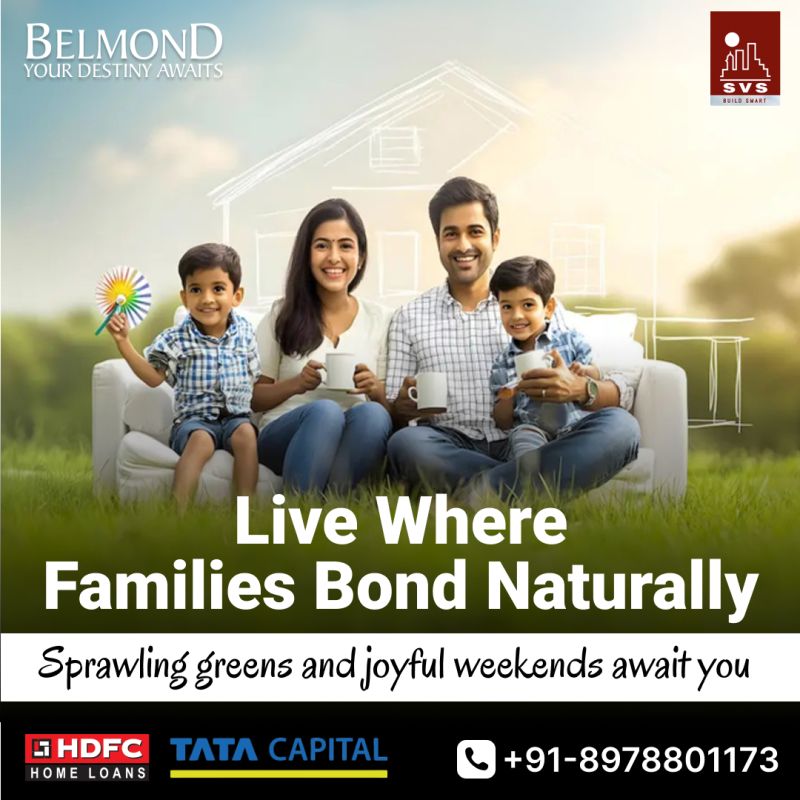 BELMOND
YOUR DESTINY AWAITS
SVS
BUILD SMART
Live Where
Families Bond Naturally
Sprawling greens and joyful weekends await you
HDFC
HOME LOANS
TATA CAPITAL
+91-8978801173